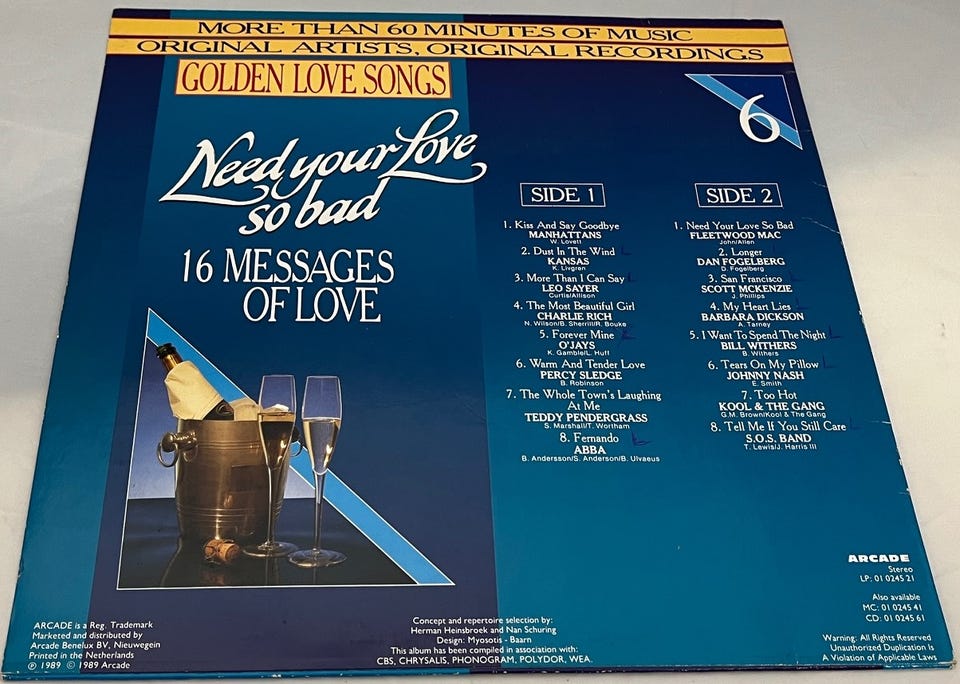 MORE THAN 60 MINUTES OF MUSIC
ORIGINAL ARTISTS, ORIGINAL RECORDINGS
GOLDEN LOVE SONGS
6
Need your Love
so bad
16 MESSAGES
OF LOVE
SIDE 1
1. Kiss And Say Goodbye
MANHATTANS
W. Lovett
2. Dust In The Wind
KANSAS
K. Livgren
3. More Than I Can Say
LEO SAYER
Curtis/Allison
4. The Most Beautiful Girl
CHARLIE RICH
N. Wilson/B. Sherrill/R. Bouke
5. Forever Mine
O'JAYS
K. Gamble/L. Huff
6. Warm And Tender Love
PERCY SLEDGE
B. Robinson
7. The Whole Town's Laughing
At Me
TEDDY PENDERGRASS
S. Marshall/T. Wortham
8. Fernando
ABBA
B. Andersson/S. Anderson/B. Ulvaeus
SIDE 2
1. Need Your Love So Bad
FLEETWOOD MAC
John/Allen
2. Longer
DAN FOGELBERG
D. Fogelberg
3. San Francisco
SCOTT MCKENZIE
J. Phillips
4. My Heart Lies
BARBARA DICKSON
A. Tarney
5. I Want To Spend The Night
BILL WITHERS
B. Withers
6. Tears On My Pillow
JOHNNY NASH
E. Smith
7. Too Hot
KOOL & THE GANG
G.M. Brown/Kool & The Gang
8. Tell Me If You Still Care
S.O.S. BAND
T. Lewis/J. Harris III
ARCADE
Stereo
LP: 01 0245 21
Also available
MC: 01 0245 41
CD: 01 0245 61
Warning: All Rights Reserved
Unauthorized Duplication Is
A Violation of Applicable Laws
ARCADE is a Reg. Trademark
Marketed and distributed by
Arcade Benelux BV, Nieuwegein
Printed in the Netherlands
℗ 1989 © 1989 Arcade
Concept and repertoire selection by:
Herman Heinsbroek and Nan Schuring
Design: Myosotis - Baarn
This album has been compiled in association with:
CBS, CHRYSALIS, PHONOGRAM, POLYDOR, WEA.